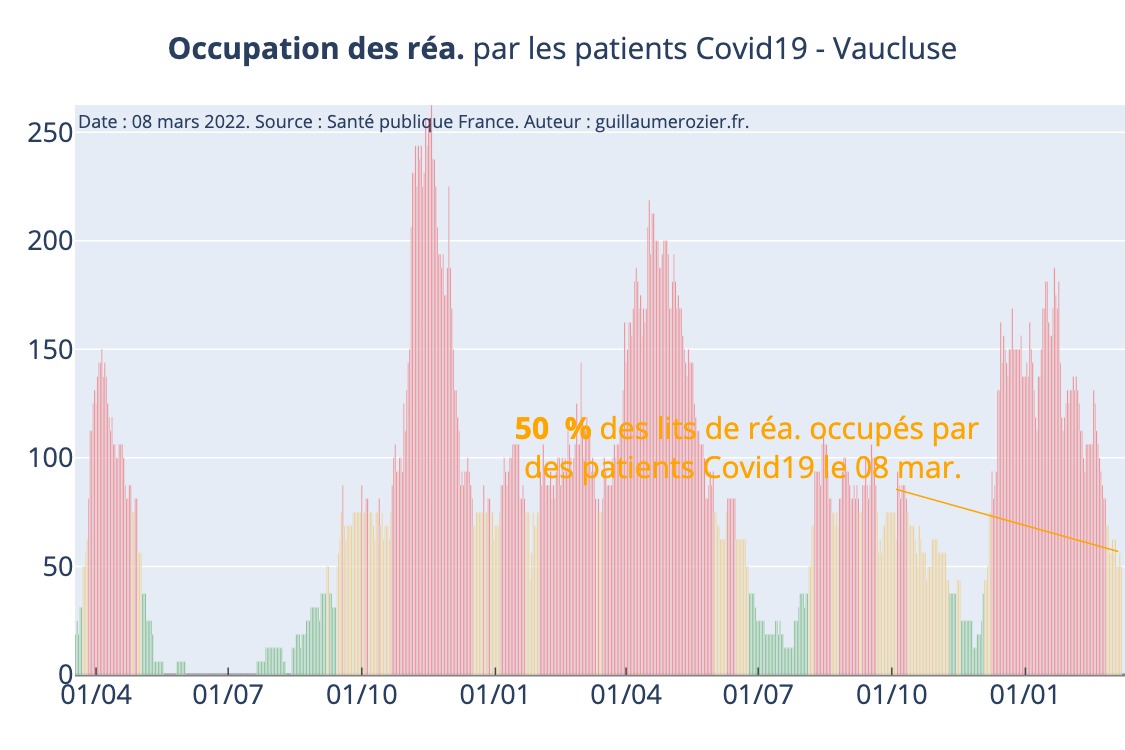 Occupation des réa. par les patients Covid19 - Vaucluse
Date : 08 mars 2022. Source : Santé publique France. Auteur : guillaumerozier.fr.
250
200
150
100
50
0
50 % des lits de réa. occupés par
des patients Covid19 le 08 mar.
01/04 01/07 01/10 01/01 01/04 01/07 01/10 01/01